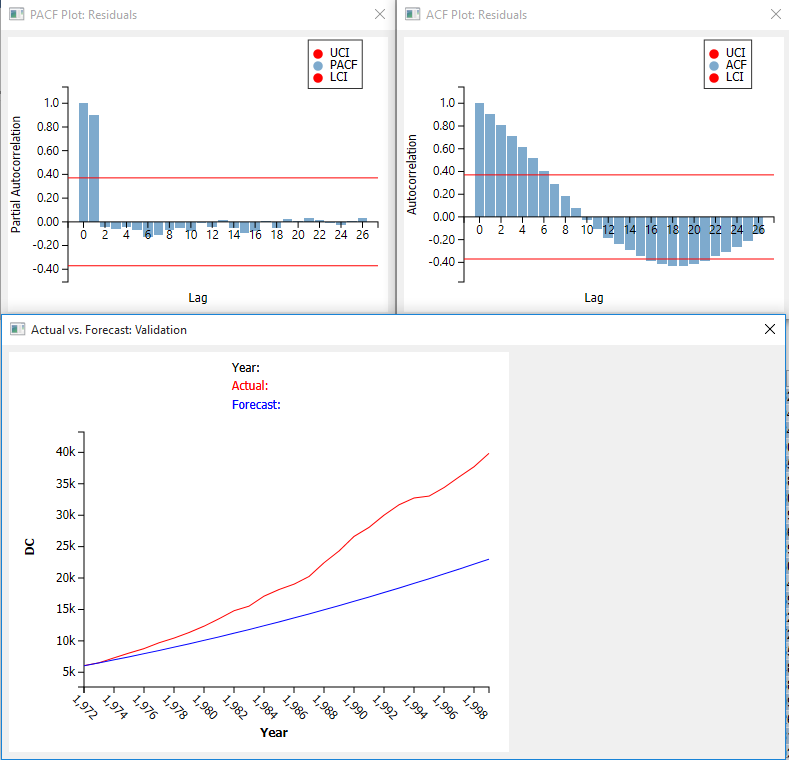 PACF Plot: Residuals
UCI
PACF
LCI
1.0
0.80
0.60
0.40
0.20
0.00
-0.20
-0.40
Partial Autocorrelation
0 2 4 6 8 10 12 14 16 18 20 22 24 26
Lag
ACF Plot: Residuals
UCI
ACF
LCI
1.0
0.80
0.60
0.40
0.20
0.00
-0.20
-0.40
Autocorrelation
0 2 4 6 8 10 12 14 16 18 20 22 24 26
Lag
Actual vs. Forecast: Validation
Year:
Actual:
Forecast:
40k
35k
30k
25k
20k
15k
10k
5k
DC
1,972 1,974 1,976 1,978 1,980 1,982 1,984 1,986 1,988 1,990 1,992 1,994 1,996 1,998
Year